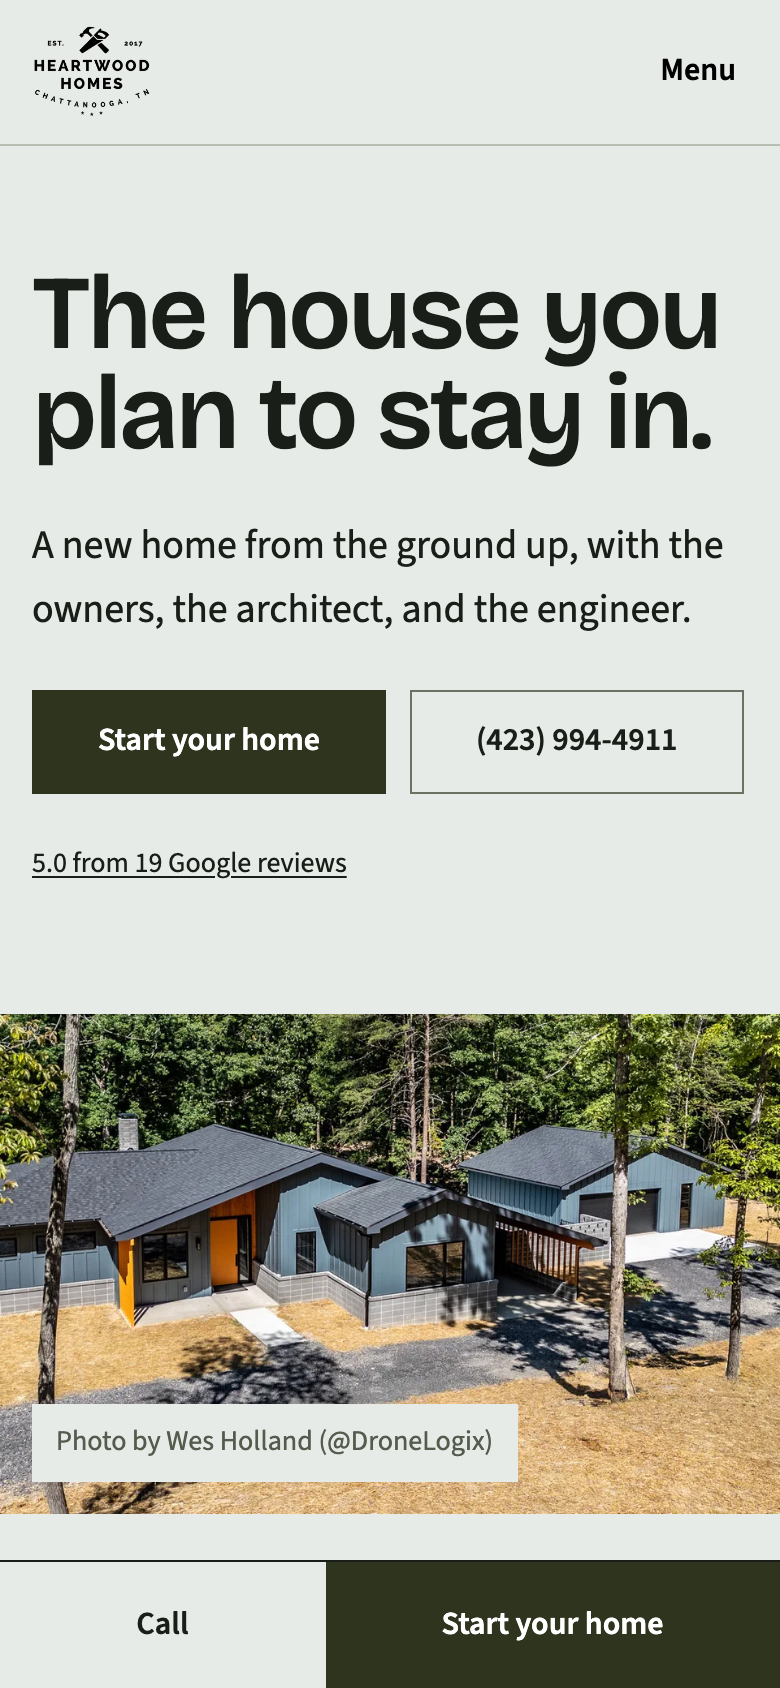 EST. 2017
HEARTWOOD
HOMES
CHATTANOOGA, TN
Menu
The house you
plan to stay in.
A new home from the ground up, with the
owners, the architect, and the engineer.
Start your home
(423) 994-4911
5.0 from 19 Google reviews
Photo by Wes Holland (@DroneLogix)
Call
Start your home